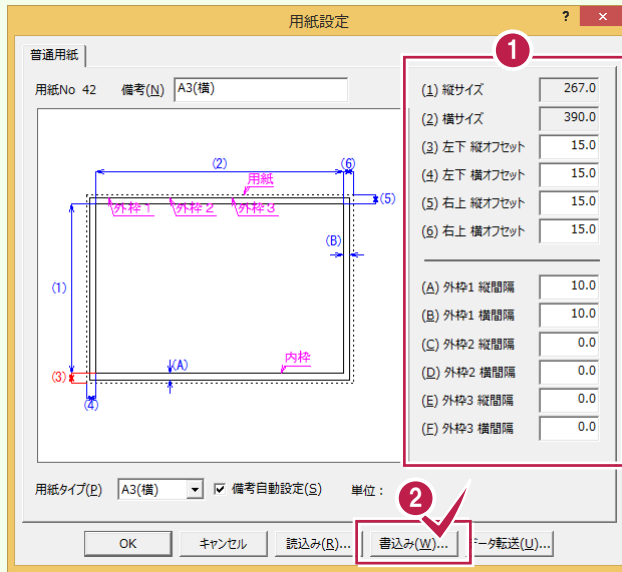 用紙設定
? ×
普通用紙
用紙No 42 備考(N) A3(横)
(2)
(6)
用紙
(5)
外枠1 外枠2 外枠3
(B)
(1)
内枠
(A)
(3)
(4)
1
(1) 縦サイズ 267.0
(2) 横サイズ 390.0
(3) 左下 縦オフセット 15.0
(4) 左下 横オフセット 15.0
(5) 右上 縦オフセット 15.0
(6) 右上 横オフセット 15.0
(A) 外枠1 縦間隔 10.0
(B) 外枠1 横間隔 10.0
(C) 外枠2 縦間隔 0.0
(D) 外枠2 横間隔 0.0
(E) 外枠3 縦間隔 0.0
(F) 外枠3 横間隔 0.0
用紙タイプ(P) A3(横) 備考自動設定(S) 単位：
2
OK キャンセル 読込み(R)... 書込み(W)... データ転送(U)...